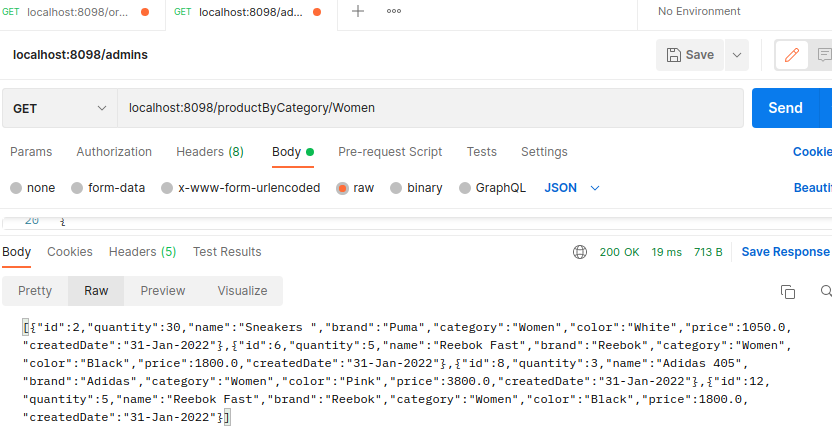 GET localhost:8098/or... GET localhost:8098/ad... No Environment
localhost:8098/admins Save
GET localhost:8098/productByCategory/Women Send
Params Authorization Headers (8) Body Pre-request Script Tests Settings Cookie
none form-data x-www-form-urlencoded raw binary GraphQL JSON Beautif
20 {
Body Cookies Headers (5) Test Results 200 OK 19 ms 713 B Save Response
Pretty Raw Preview Visualize
[{"id":2,"quantity":30,"name":"Sneakers ","brand":"Puma","category":"Women","color":"White","price":1050.0,
"createdDate":"31-Jan-2022"},{"id":6,"quantity":5,"name":"Reebok Fast","brand":"Reebok","category":"Women",
"color":"Black","price":1800.0,"createdDate":"31-Jan-2022"},{"id":8,"quantity":3,"name":"Adidas 405",
"brand":"Adidas","category":"Women","color":"Pink","price":3800.0,"createdDate":"31-Jan-2022"},{"id":12,
"quantity":5,"name":"Reebok Fast","brand":"Reebok","category":"Women","color":"Black","price":1800.0,
"createdDate":"31-Jan-2022"}]